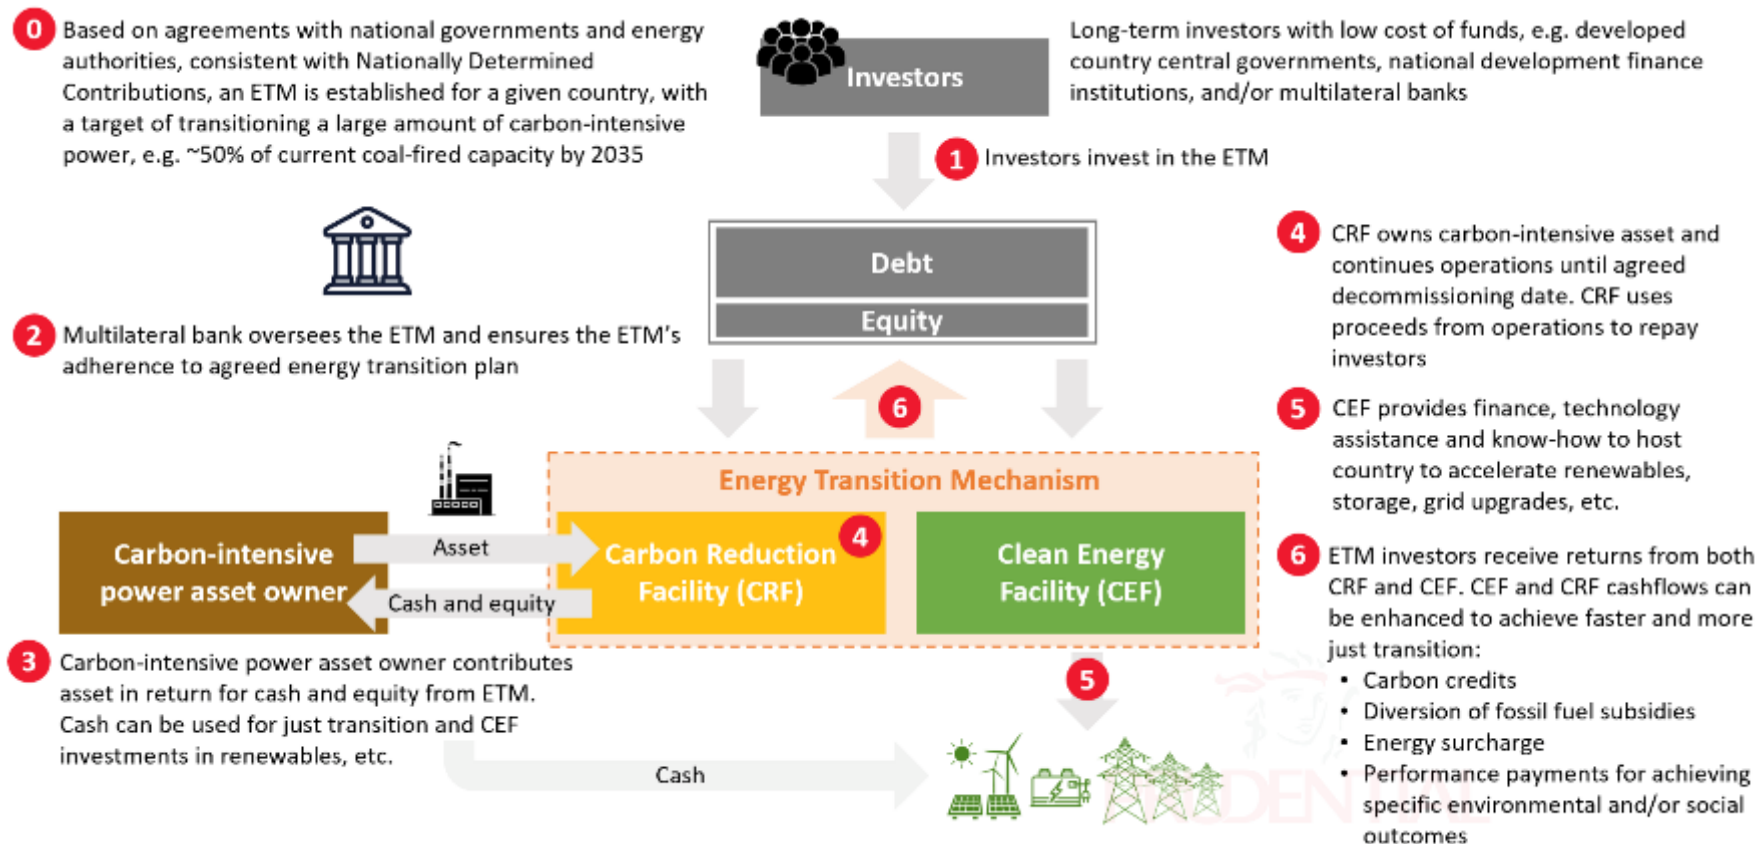 0 Based on agreements with national governments and energy
authorities, consistent with Nationally Determined
Contributions, an ETM is established for a given country, with
a target of transitioning a large amount of carbon-intensive
power, e.g. ~50% of current coal-fired capacity by 2035
Investors
Long-term investors with low cost of funds, e.g. developed
country central governments, national development finance
institutions, and/or multilateral banks
1 Investors invest in the ETM
2 Multilateral bank oversees the ETM and ensures the ETM's
adherence to agreed energy transition plan
Debt
Equity
6
Energy Transition Mechanism
Carbon-intensive
power asset owner
Asset
Cash and equity
4
Carbon Reduction
Facility (CRF)
Clean Energy
Facility (CEF)
3 Carbon-intensive power asset owner contributes
asset in return for cash and equity from ETM.
Cash can be used for just transition and CEF
investments in renewables, etc.
Cash
5
4 CRF owns carbon-intensive asset and
continues operations until agreed
decommissioning date. CRF uses
proceeds from operations to repay
investors
5 CEF provides finance, technology
assistance and know-how to host
country to accelerate renewables,
storage, grid upgrades, etc.
6 ETM investors receive returns from both
CRF and CEF. CEF and CRF cashflows can
be enhanced to achieve faster and more
just transition:
• Carbon credits
• Diversion of fossil fuel subsidies
• Energy surcharge
• Performance payments for achieving
specific environmental and/or social
outcomes